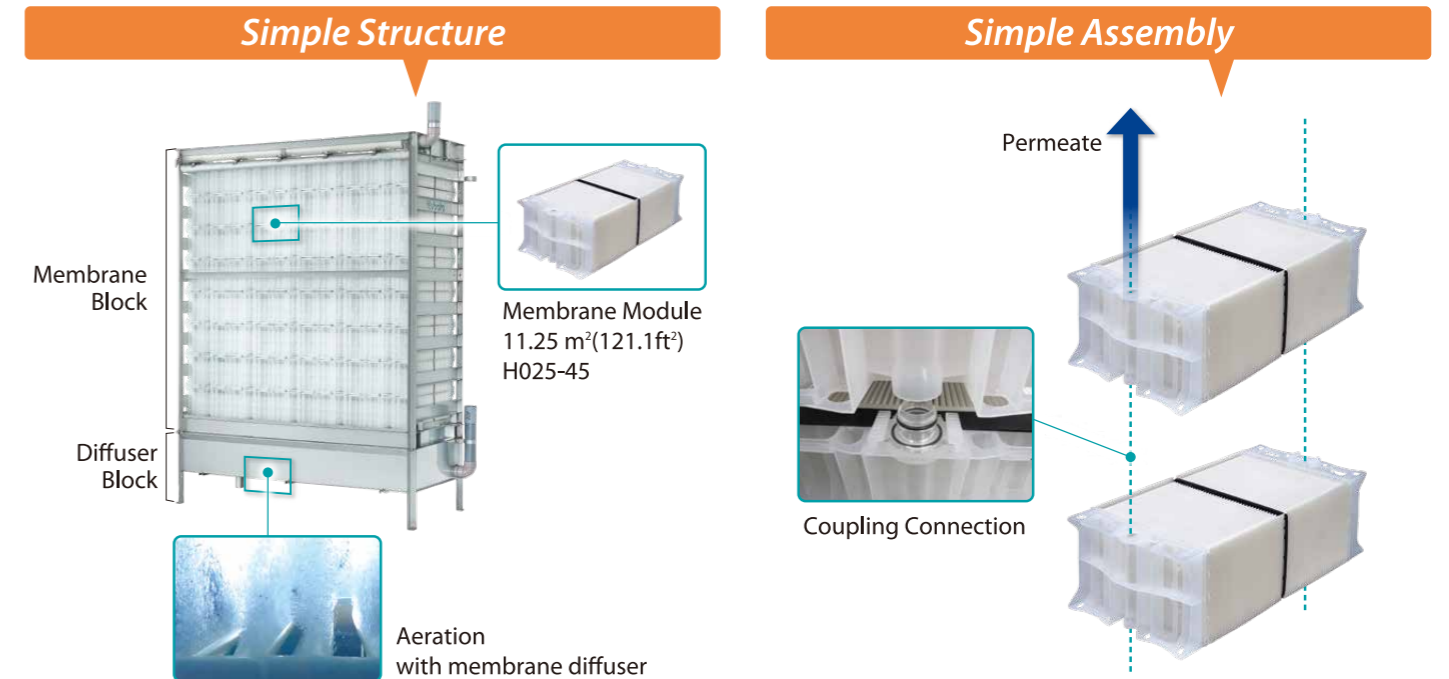 Simple Structure
Membrane
Block
Diffuser
Block
Membrane Module
11.25 m²(121.1ft²)
H025-45
Aeration
with membrane diffuser
Simple Assembly
Permeate
Coupling Connection